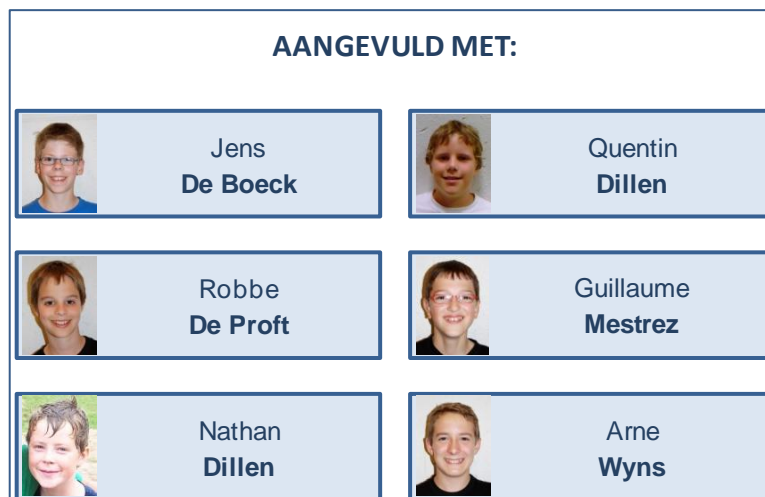 AANGEVULD MET:
Jens
De Boeck
Quentin
Dillen
Robbe
De Proft
Guillaume
Mestrez
Nathan
Dillen
Arne
Wyns